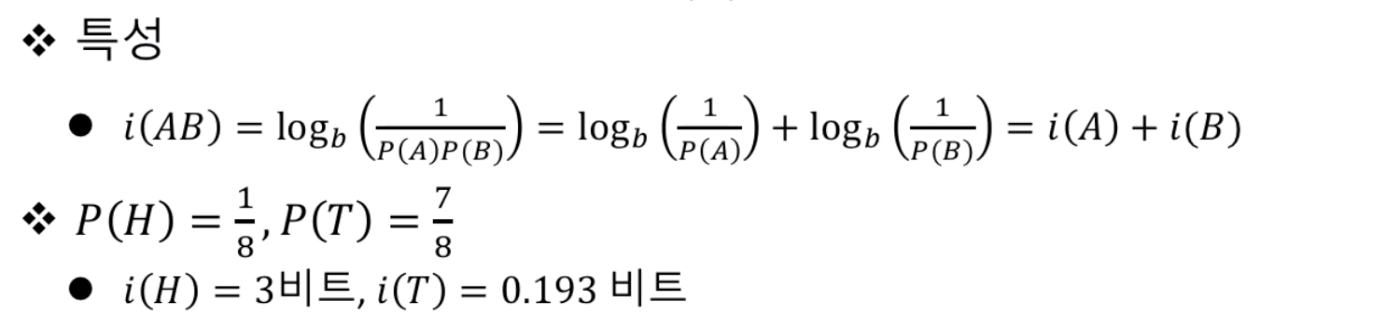 ❖ 특성
● i(AB) = log_b (1/(P(A)P(B))) = log_b (1/P(A)) + log_b (1/P(B)) = i(A) + i(B)
❖ P(H) = 1/8, P(T) = 7/8
● i(H) = 3비트, i(T) = 0.193 비트